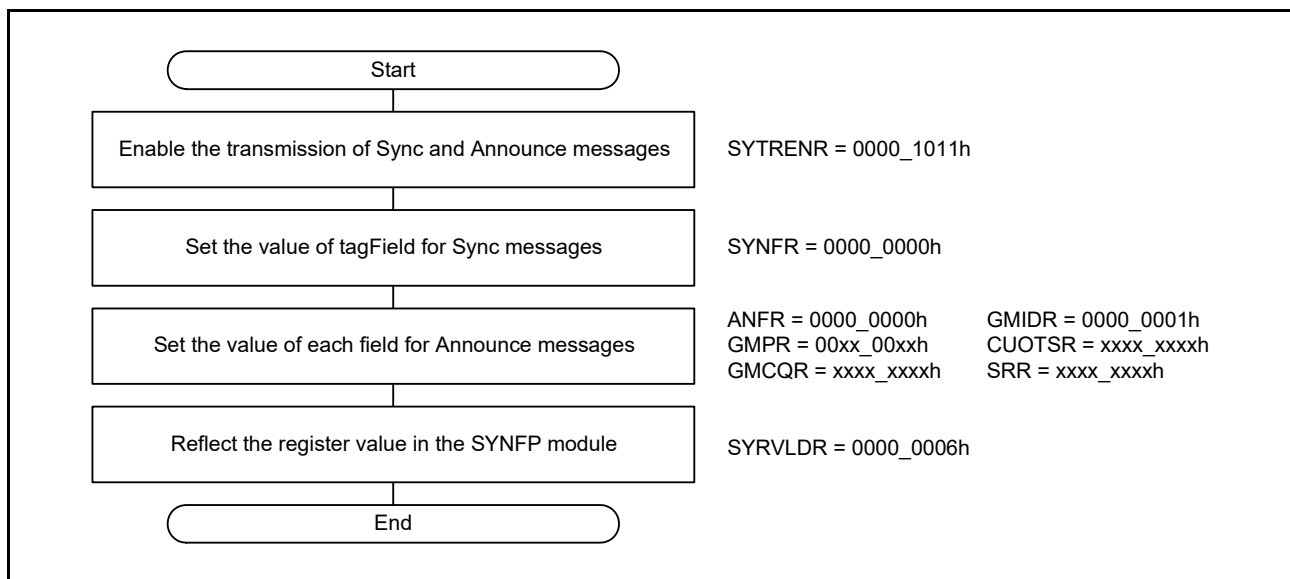 Start
Enable the transmission of Sync and Announce messages
SYTRENR = 0000_1011h
Set the value of tagField for Sync messages
SYNFR = 0000_0000h
Set the value of each field for Announce messages
ANFR = 0000_0000h GMIDR = 0000_0001h
GMPR = 00xx_00xxh CUOTSR = xxxx_xxxxh
GMCQR = xxxx_xxxxh SRR = xxxx_xxxxh
Reflect the register value in the SYNFP module
SYRVLDR = 0000_0006h
End